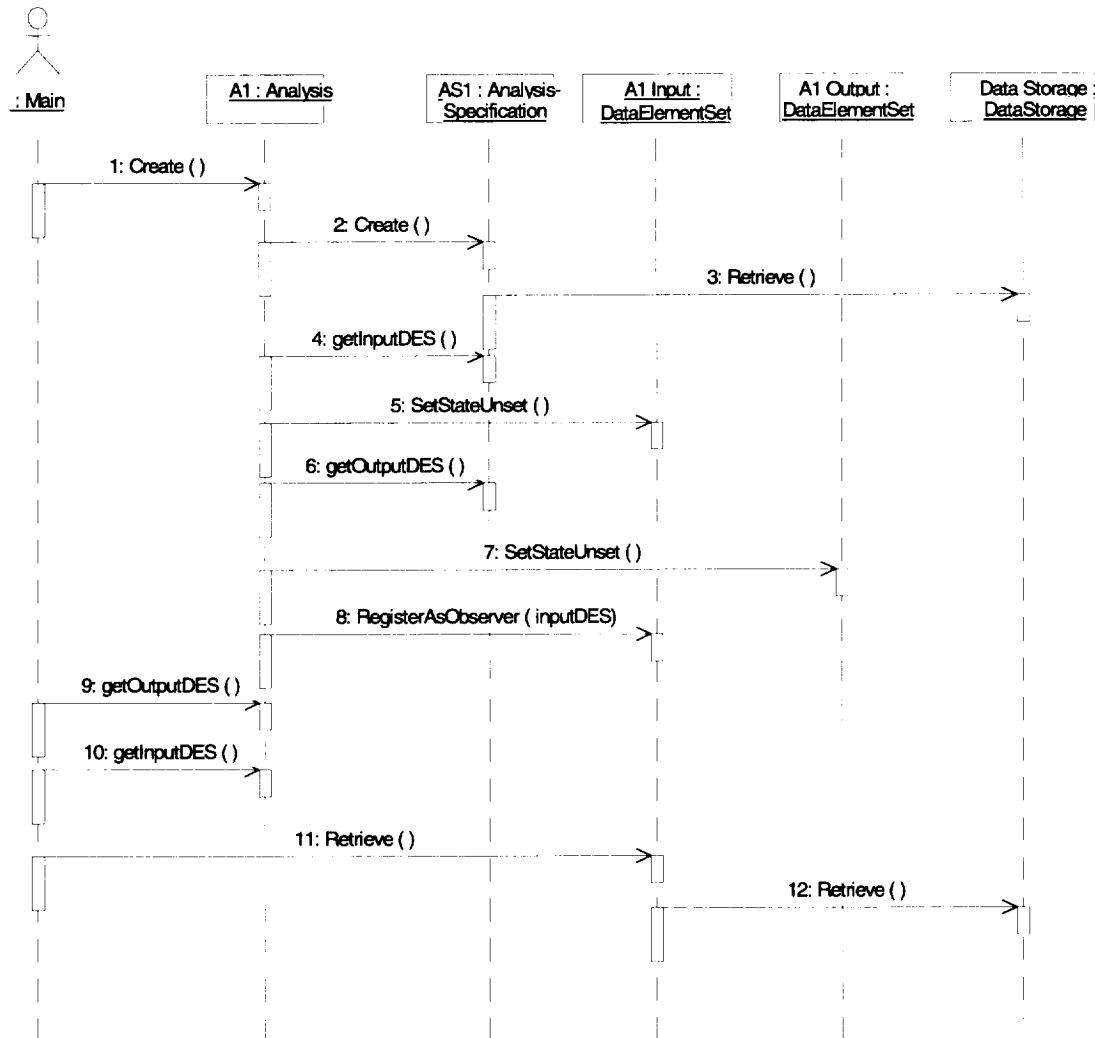 : Main
A1 : Analysis
AS1 : Analysis-
Specification
A1 Input :
DataElementSet
A1 Output :
DataElementSet
Data Storage :
DataStorage
1: Create ( )
2: Create ( )
3: Retrieve ( )
4: getInputDES ( )
5: SetStateUnset ( )
6: getOutputDES ( )
7: SetStateUnset ( )
8: RegisterAsObserver ( inputDES)
9: getOutputDES ( )
10: getInputDES ( )
11: Retrieve ( )
12: Retrieve ( )